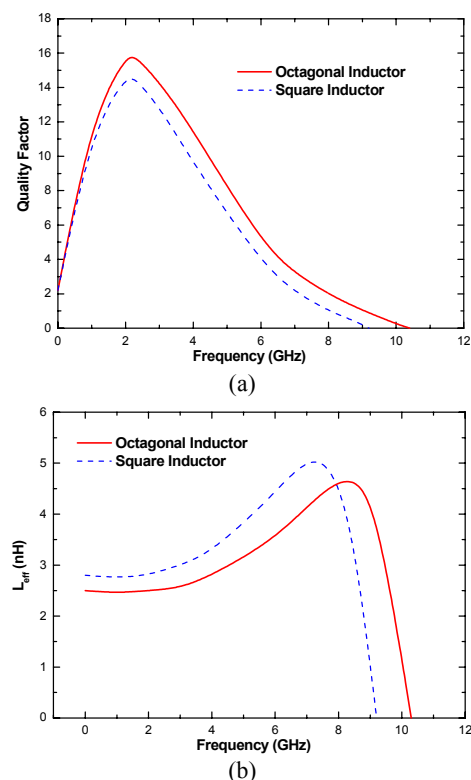 18
16
14
12
10
8
6
4
2
0
Quality Factor
Octagonal Inductor
Square Inductor
0 2 4 6 8 10 12
Frequency (GHz)
(a)
6
5
4
3
2
1
0
L_eff (nH)
Octagonal Inductor
Square Inductor
0 2 4 6 8 10 12
Frequency (GHz)
(b)